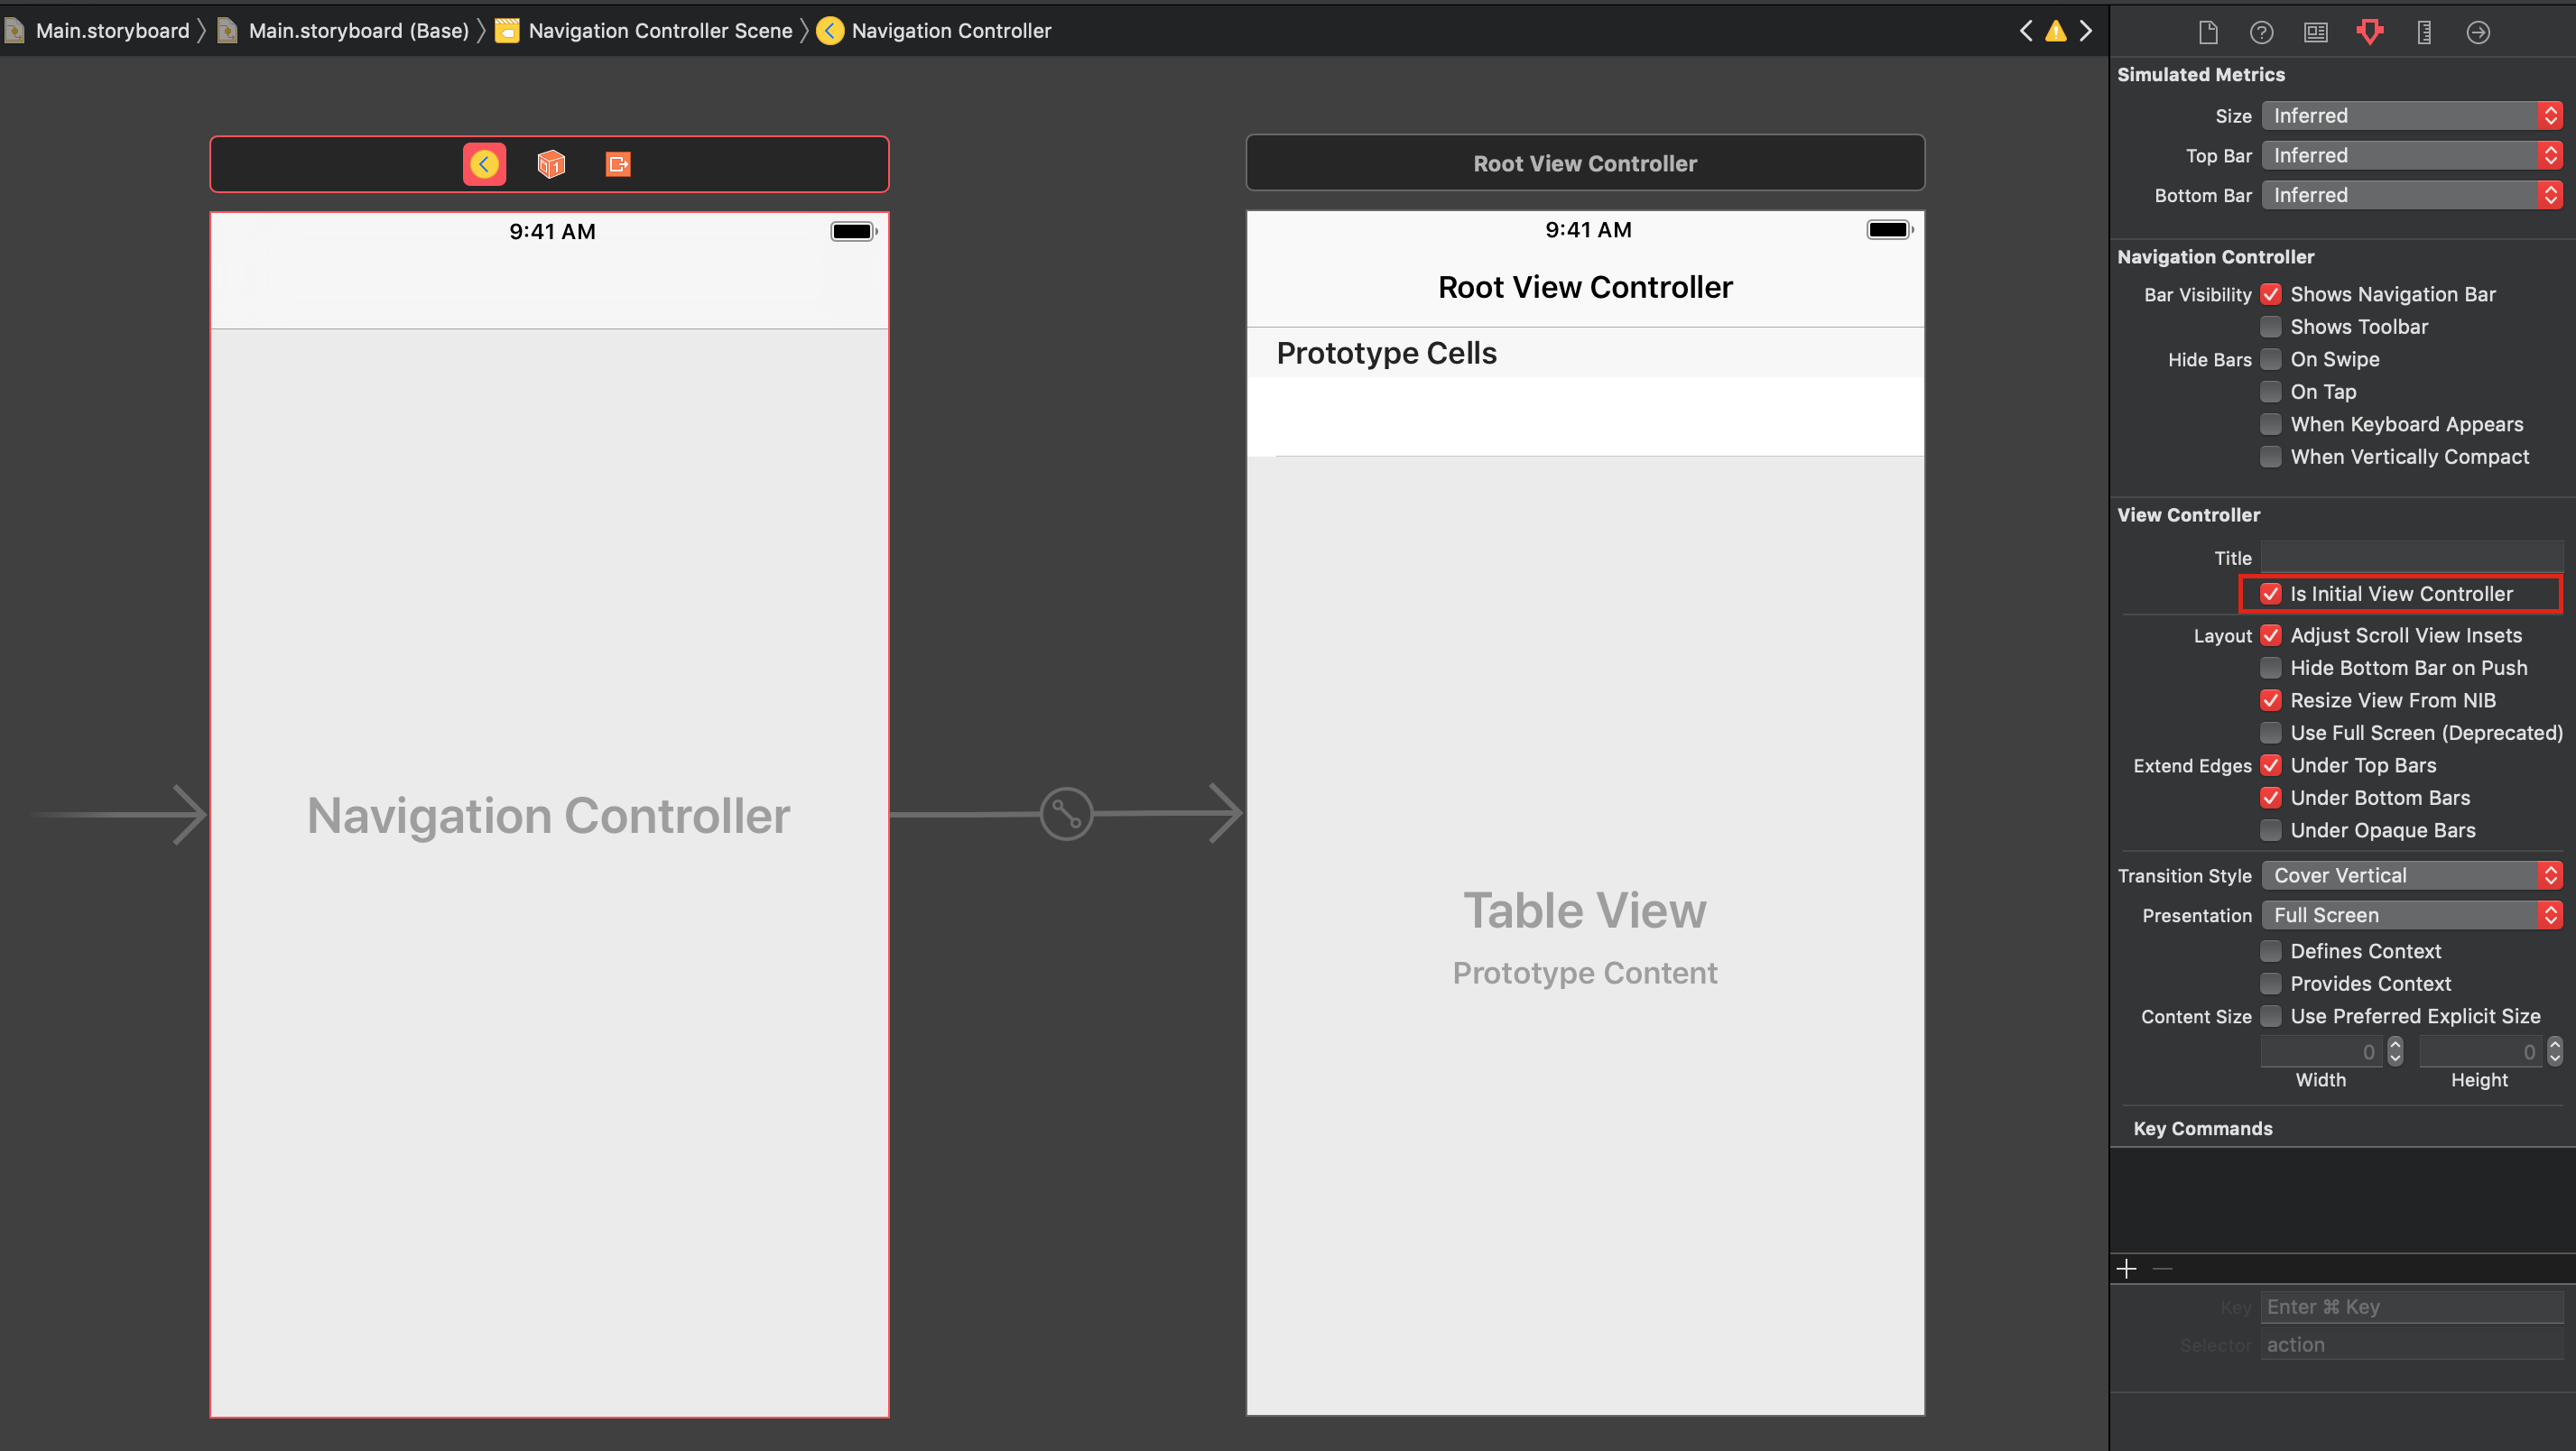 Main.storyboard Main.storyboard (Base) Navigation Controller Scene Navigation Controller
9:41 AM
Navigation Controller
Root View Controller
9:41 AM
Root View Controller
Prototype Cells
Table View
Prototype Content
Simulated Metrics
Size Inferred
Top Bar Inferred
Bottom Bar Inferred
Navigation Controller
Bar Visibility Shows Navigation Bar
Shows Toolbar
Hide Bars On Swipe
On Tap
When Keyboard Appears
When Vertically Compact
View Controller
Title
Is Initial View Controller
Layout Adjust Scroll View Insets
Hide Bottom Bar on Push
Resize View From NIB
Use Full Screen (Deprecated)
Extend Edges Under Top Bars
Under Bottom Bars
Under Opaque Bars
Transition Style Cover Vertical
Presentation Full Screen
Defines Context
Provides Context
Content Size Use Preferred Explicit Size
0 0
Width Height
Key Commands
Key Enter ⌘ Key
Selector action